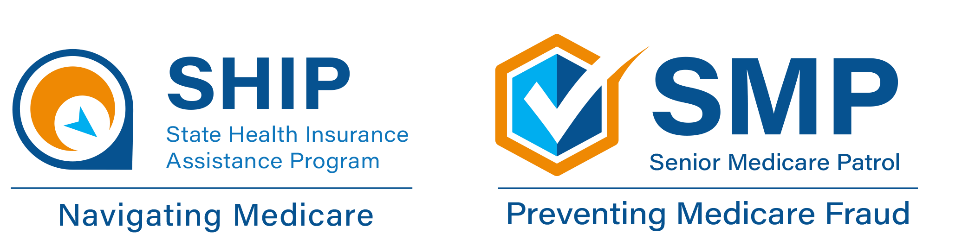 SHIP
State Health Insurance
Assistance Program
Navigating Medicare
SMP
Senior Medicare Patrol
Preventing Medicare Fraud